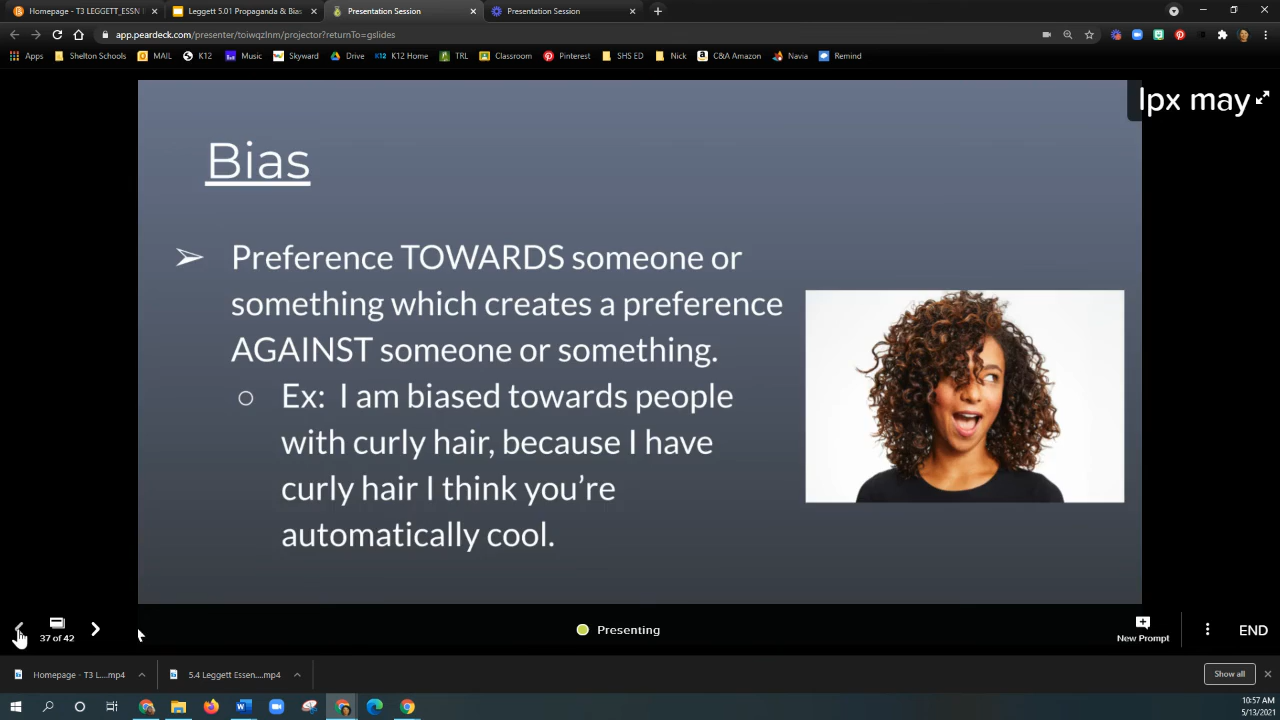 Homepage - T3 LEGGETT_ESSN
Leggett 5.01 Propaganda & Bias
Presentation Session
Presentation Session
app.peardeck.com/presenter/toiwqzlnm/projector?returnTo=gslides
Apps
Shelton Schools
MAIL
K12
Music
Skyward
Drive
K12 Home
TRL
Classroom
Pinterest
SHS ED
Nick
C&A Amazon
Navia
Remind
lpx may
Bias
➢ Preference TOWARDS someone or
something which creates a preference
AGAINST someone or something.
○ Ex: I am biased towards people
with curly hair, because I have
curly hair I think you're
automatically cool.
37 of 42
Presenting
New Prompt
END
Homepage - T3 L....mp4
5.4 Leggett Essen....mp4
Show all
10:57 AM
5/13/2021